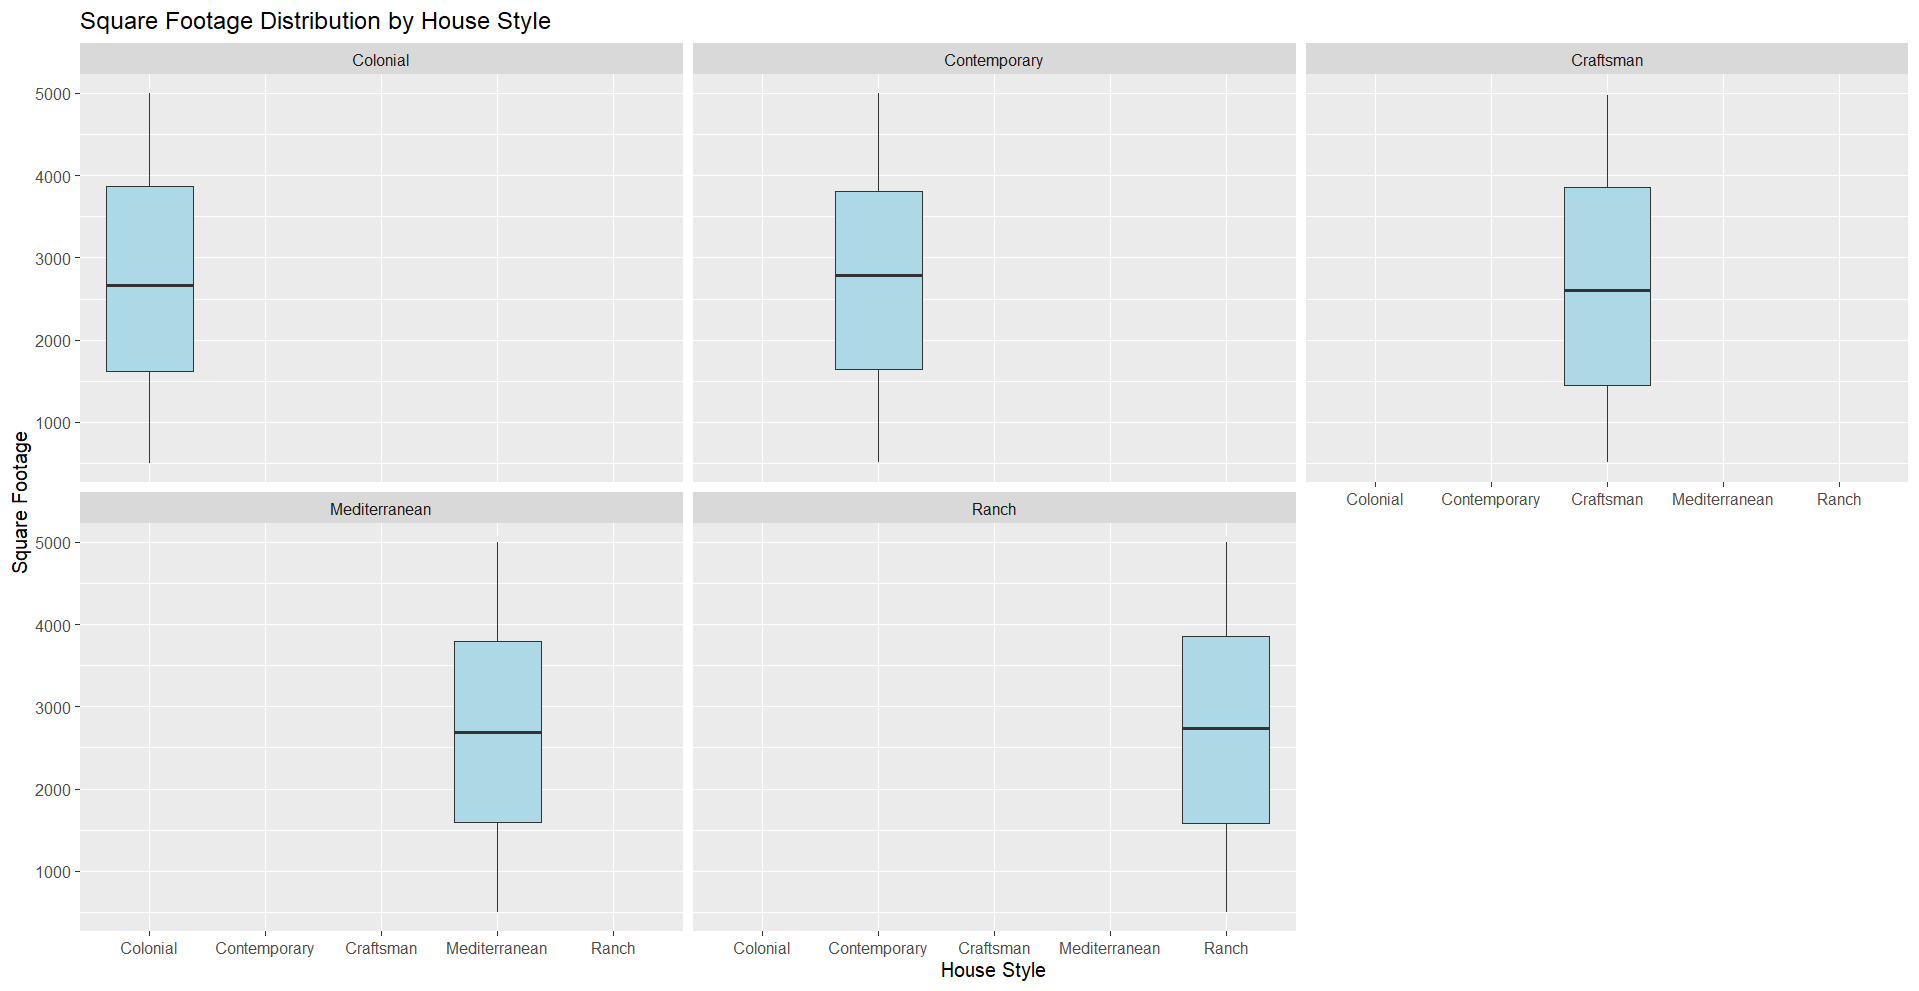 Square Footage Distribution by House Style
Colonial
Contemporary
Craftsman
5000
4000
3000
2000
1000
Colonial Contemporary Craftsman Mediterranean Ranch
Square Footage
Mediterranean
Ranch
5000
4000
3000
2000
1000
Colonial Contemporary Craftsman Mediterranean Ranch
Colonial Contemporary Craftsman Mediterranean Ranch
House Style